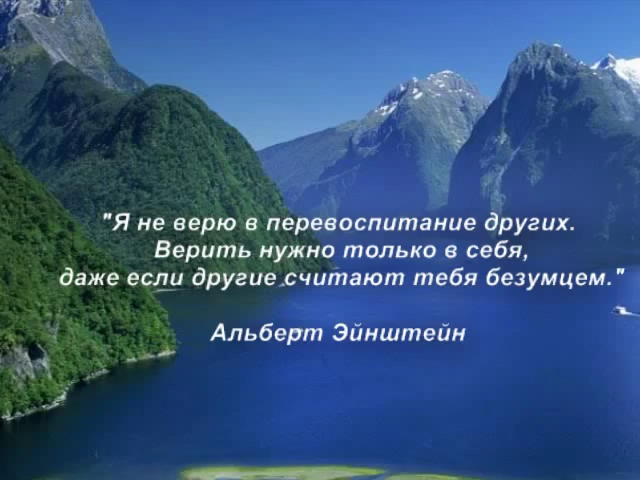 "Я не верю в перевоспитание других.
Верить нужно только в себя,
даже если другие считают тебя безумцем."
Альберт Эйнштейн